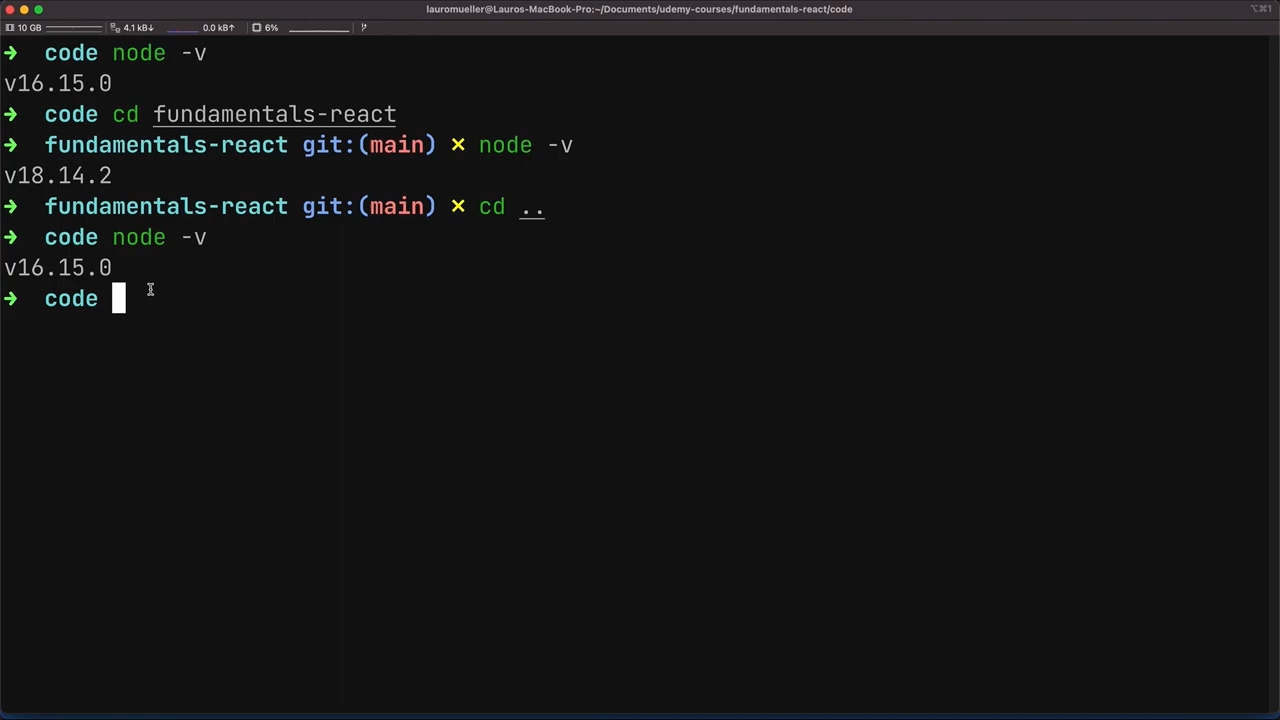 lauromueller@Lauros-MacBook-Pro:~/Documents/udemy-courses/fundamentals-react/code
⌥⌘1
10 GB 4.1 kB↓ 0.0 kB↑ 6%
➜ code node -v
v16.15.0
➜ code cd fundamentals-react
➜ fundamentals-react git:(main) ✗ node -v
v18.14.2
➜ fundamentals-react git:(main) ✗ cd ..
➜ code node -v
v16.15.0
➜ code